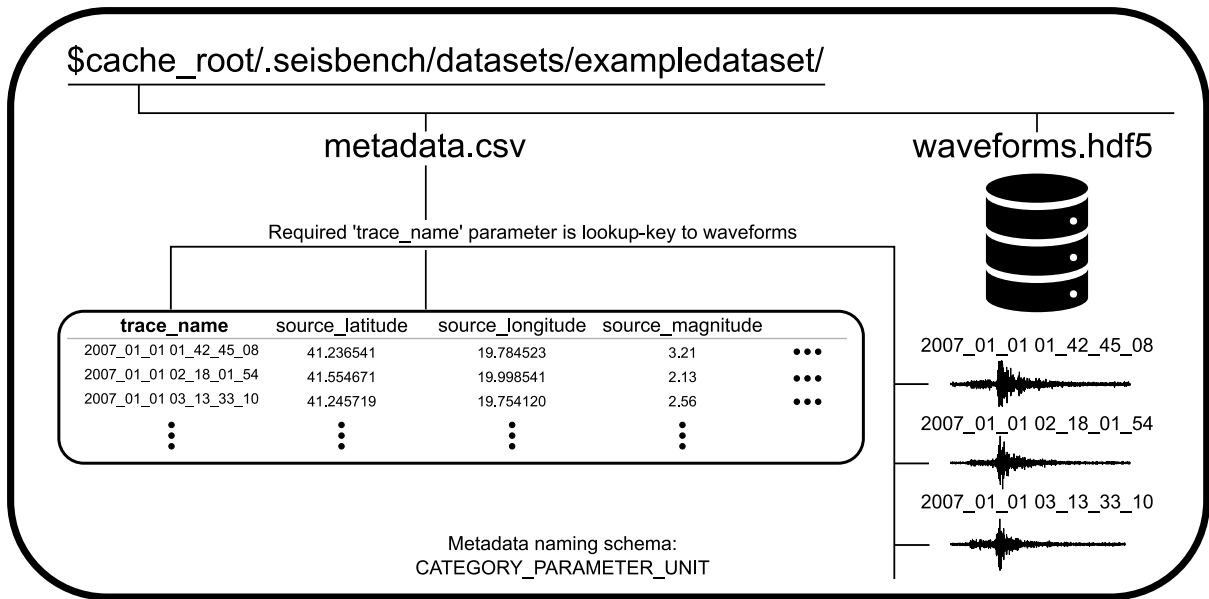 $cache_root/.seisbench/datasets/exampledataset/
metadata.csv
waveforms.hdf5
Required 'trace_name' parameter is lookup-key to waveforms
trace_name source_latitude source_longitude source_magnitude
2007_01_01 01_42_45_08 41.236541 19.784523 3.21
2007_01_01 02_18_01_54 41.554671 19.998541 2.13
2007_01_01 03_13_33_10 41.245719 19.754120 2.56
2007_01_01 01_42_45_08
2007_01_01 02_18_01_54
2007_01_01 03_13_33_10
Metadata naming schema:
CATEGORY_PARAMETER_UNIT